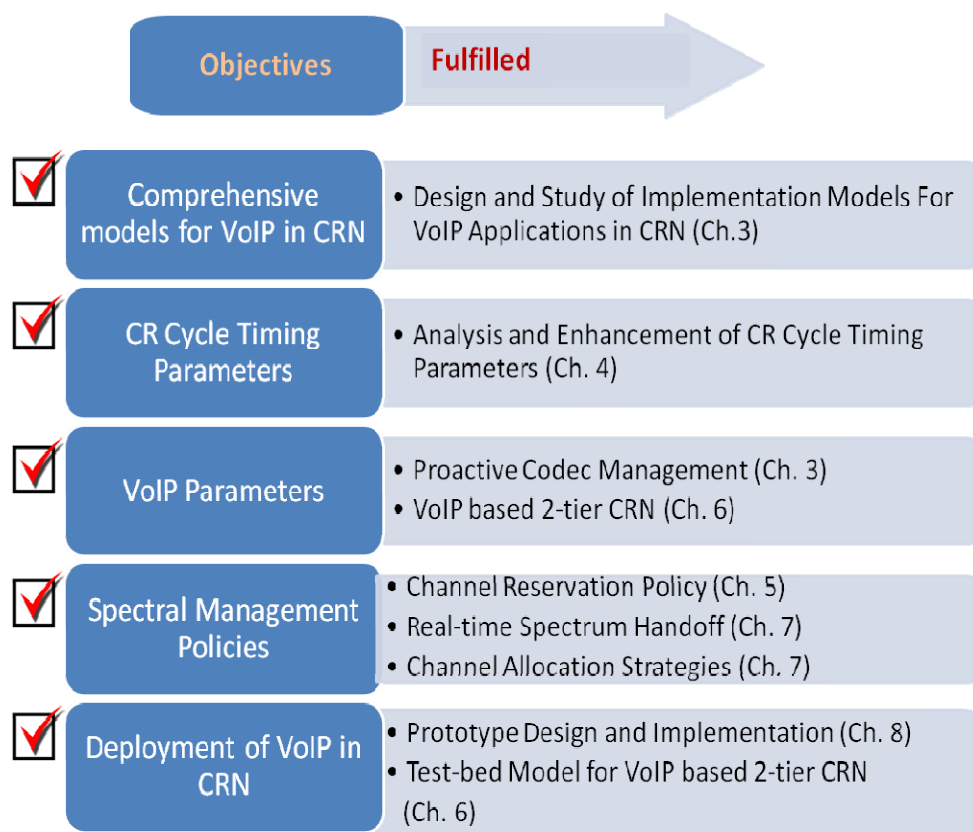 Objectives
Fulfilled
Comprehensive
models for VoIP in CRN
• Design and Study of Implementation Models For
VoIP Applications in CRN (Ch.3)
CR Cycle Timing
Parameters
• Analysis and Enhancement of CR Cycle Timing
Parameters (Ch. 4)
VoIP Parameters
• Proactive Codec Management (Ch. 3)
• VoIP based 2-tier CRN (Ch. 6)
Spectral Management
Policies
• Channel Reservation Policy (Ch. 5)
• Real-time Spectrum Handoff (Ch. 7)
• Channel Allocation Strategies (Ch. 7)
Deployment of VoIP in
CRN
• Prototype Design and Implementation (Ch. 8)
• Test-bed Model for VoIP based 2-tier CRN
(Ch. 6)